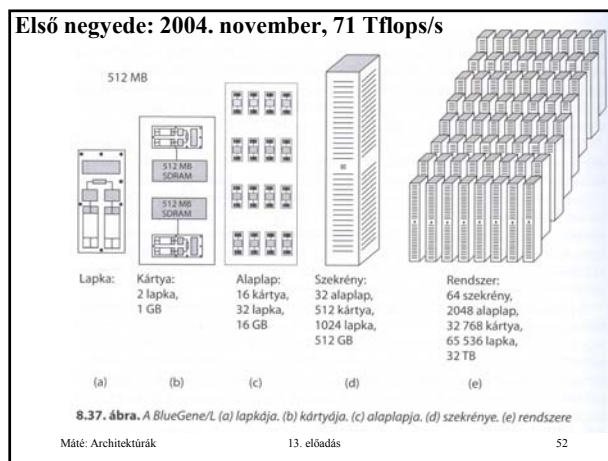 Első negyede: 2004. november, 71 Tflops/s
512 MB
512 MB
SDRAM
512 MB
SDRAM
Lapka:
Kártya:
2 lapka,
1 GB
Alaplap:
16 kártya,
32 lapka,
16 GB
Szekrény:
32 alaplap,
512 kártya,
1024 lapka,
512 GB
Rendszer:
64 szekrény,
2048 alaplap,
32 768 kártya,
65 536 lapka,
32 TB
(a) (b) (c) (d) (e)
8.37. ábra. A BlueGene/L (a) lapkája. (b) kártyája. (c) alaplapja. (d) szekrénye. (e) rendszere
Máté: Architektúrák 13. előadás 52